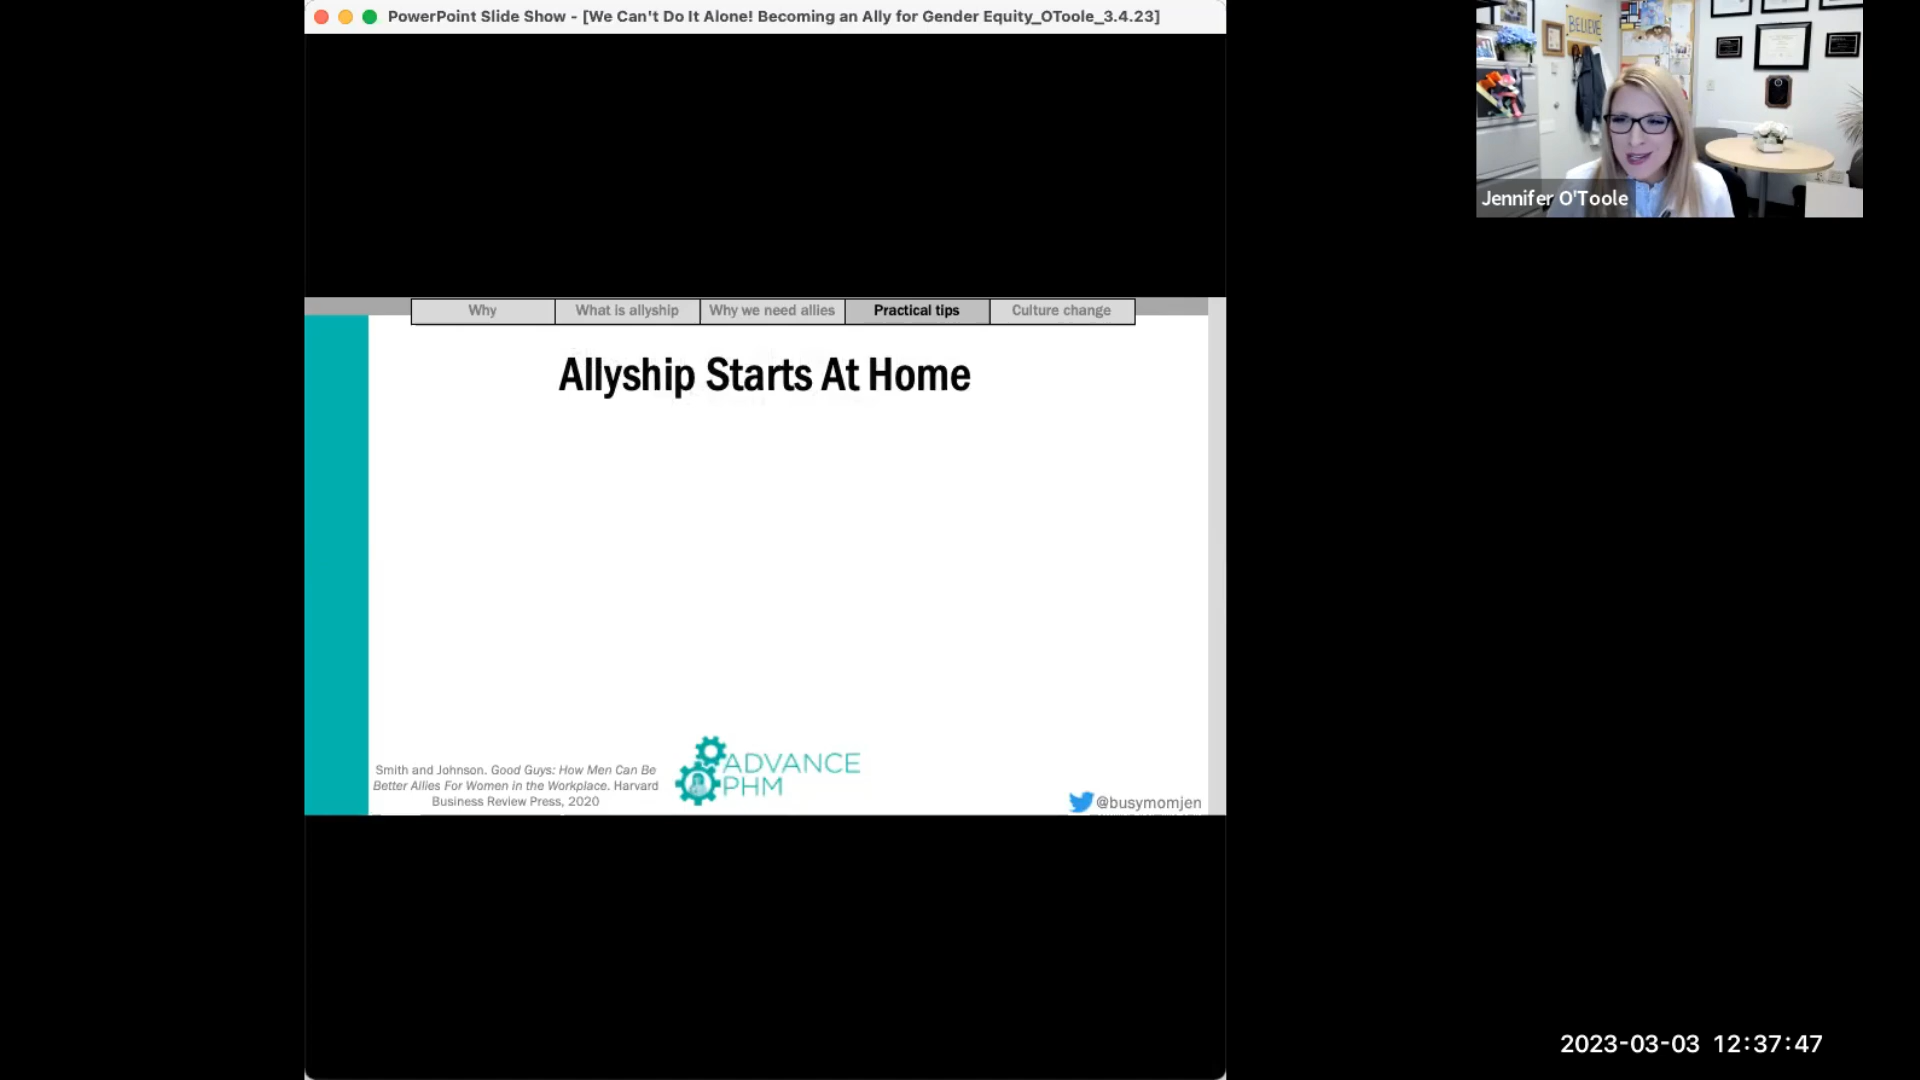 PowerPoint Slide Show - [We Can't Do It Alone! Becoming an Ally for Gender Equity_OToole_3.4.23]
BELIEVE
Jennifer O'Toole
Why
What is allyship
Why we need allies
Practical tips
Culture change
Allyship Starts At Home
Smith and Johnson. Good Guys: How Men Can Be
Better Allies For Women in the Workplace. Harvard
Business Review Press, 2020
ADVANCE
PHM
@busymomjen
2023-03-03 12:37:47